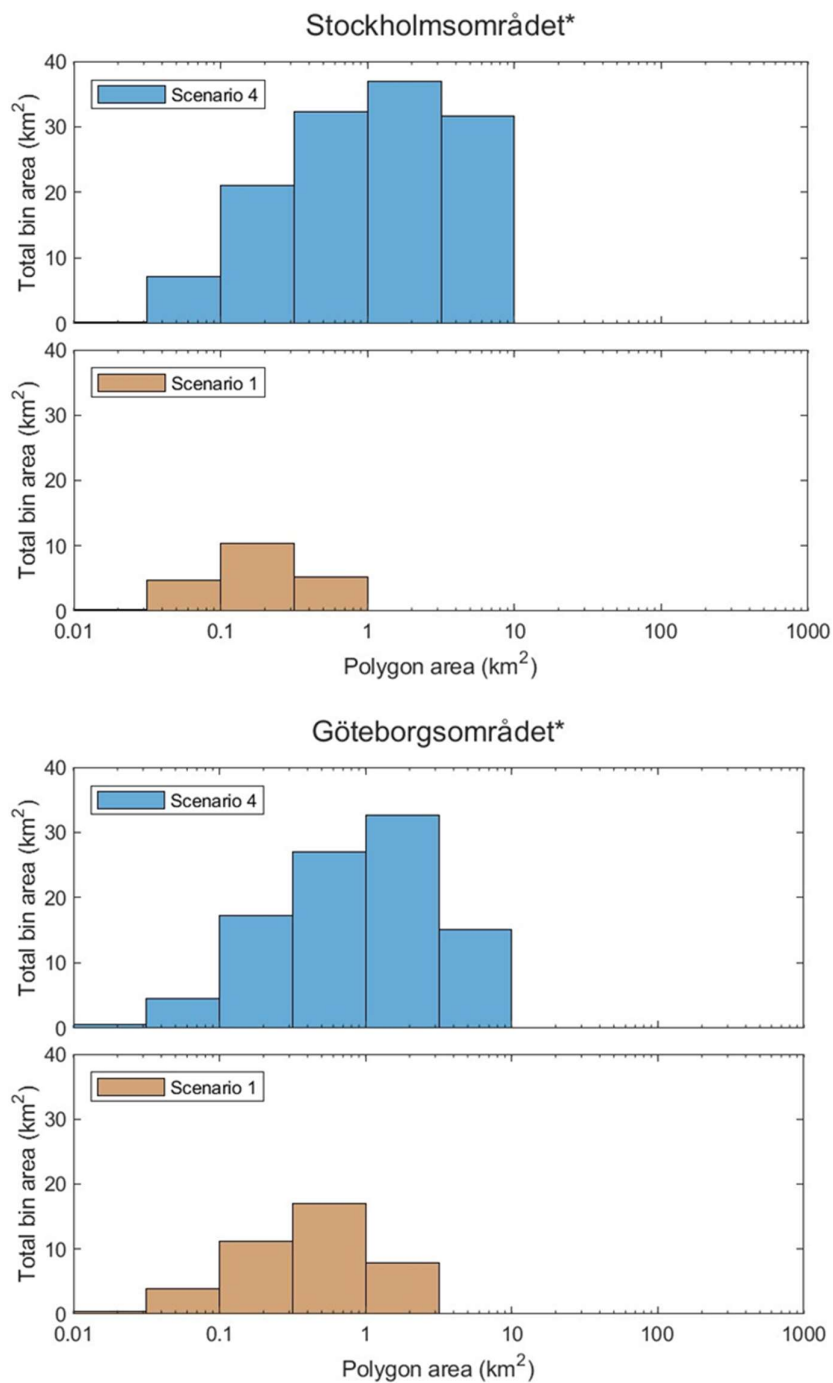 Stockholmsområdet*
40
30
20
10
0
Total bin area (km²)
Scenario 4
40
30
20
10
0
Total bin area (km²)
Scenario 1
0.01 0.1 1 10 100 1000
Polygon area (km²)
Göteborgsområdet*
40
30
20
10
0
Total bin area (km²)
Scenario 4
40
30
20
10
0
Total bin area (km²)
Scenario 1
0.01 0.1 1 10 100 1000
Polygon area (km²)